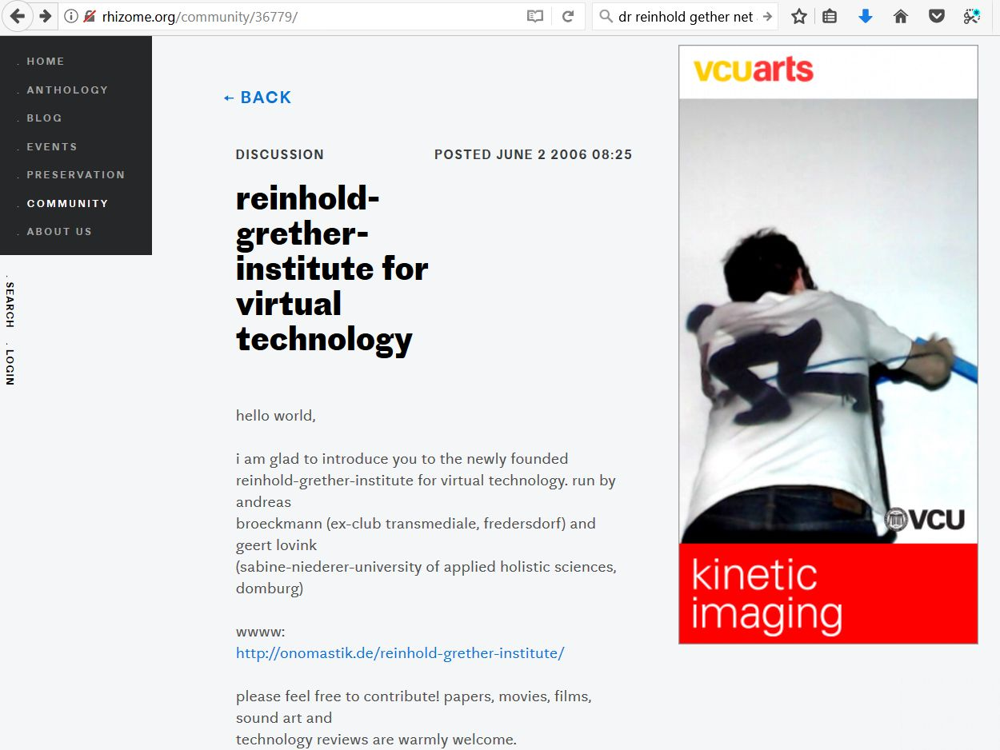 rhizome.org/community/36779/
dr reinhold gether net
. HOME
. ANTHOLOGY
. BLOG
. EVENTS
. PRESERVATION
. COMMUNITY
. ABOUT US
. SEARCH
. LOGIN
← BACK
DISCUSSION POSTED JUNE 2 2006 08:25
reinhold-
grether-
institute for
virtual
technology
hello world,
i am glad to introduce you to the newly founded
reinhold-grether-institute for virtual technology. run by
andreas
broeckmann (ex-club transmediale, fredersdorf) and
geert lovink
(sabine-niederer-university of applied holistic sciences,
domburg)
wwww:
http://onomastik.de/reinhold-grether-institute/
please feel free to contribute! papers, movies, films,
sound art and
technology reviews are warmly welcome.
vcuarts
VCU
kinetic
imaging